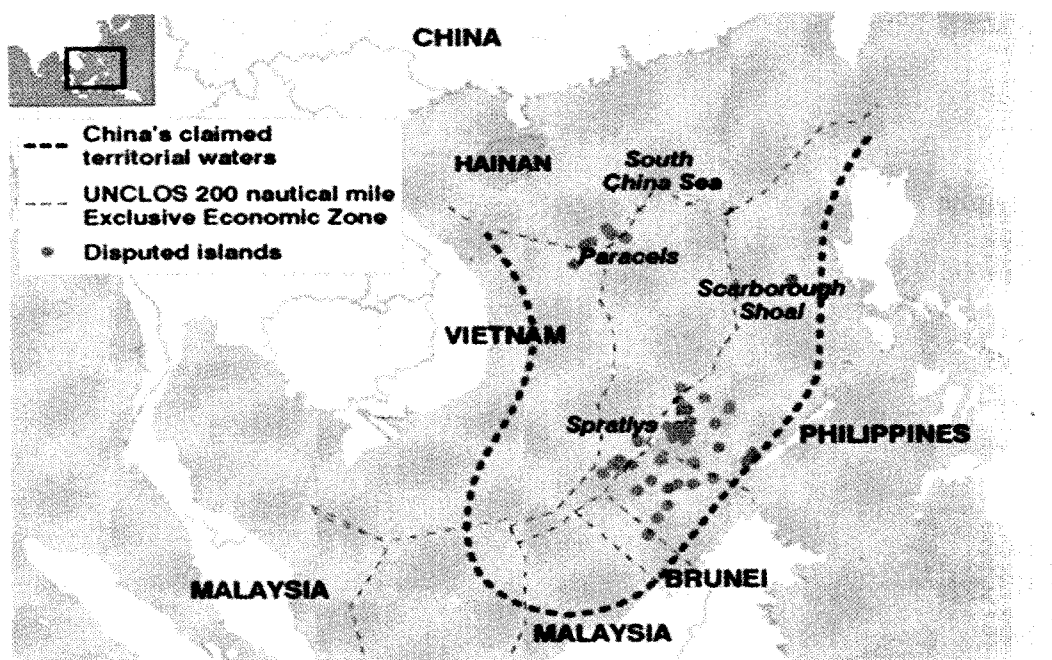 CHINA
China's claimed
territorial waters
UNCLOS 200 nautical mile
Exclusive Economic Zone
Disputed islands
HAINAN
South
China Sea
Paracels
Scarborough
Shoal
VIETNAM
Spratlys
PHILIPPINES
MALAYSIA
BRUNEI
MALAYSIA